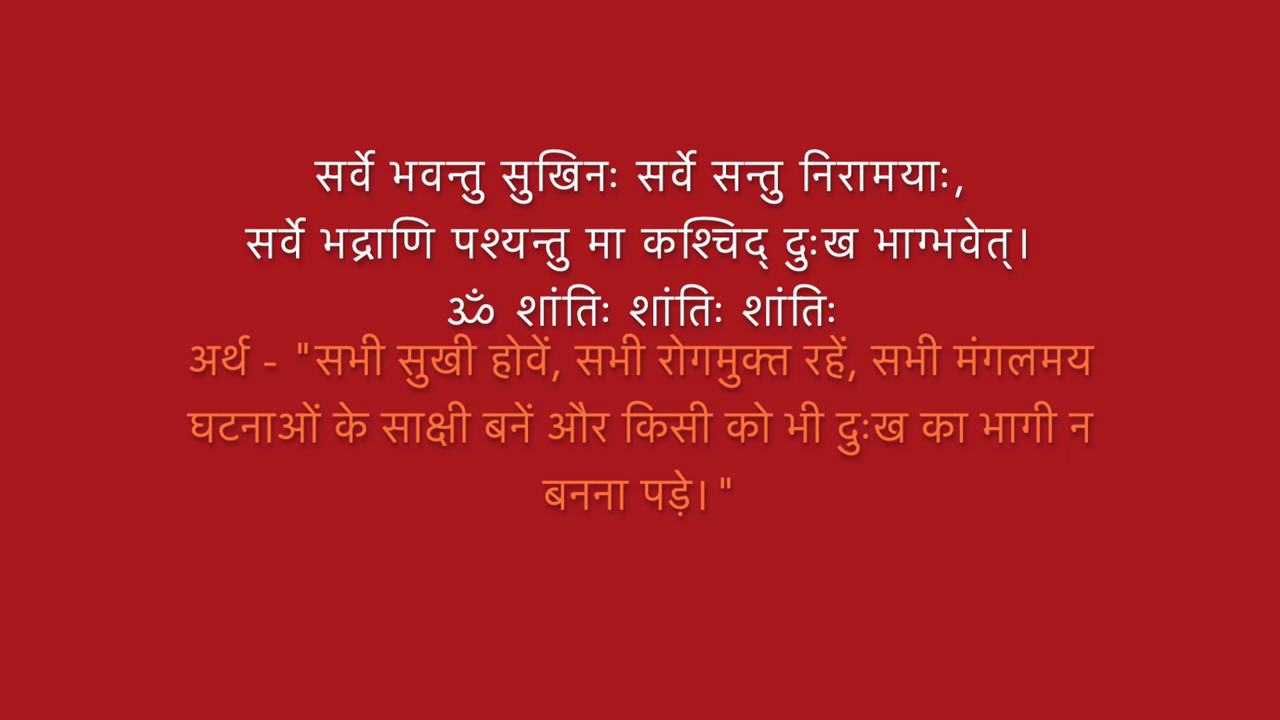 सर्वे भवन्तु सुखिनः सर्वे सन्तु निरामयाः,
सर्वे भद्राणि पश्यन्तु मा कश्चिद् दुःख भाग्भवेत्।
ॐ शांतिः शांतिः शांतिः
अर्थ - "सभी सुखी होवें, सभी रोगमुक्त रहें, सभी मंगलमय
घटनाओं के साक्षी बनें और किसी को भी दुःख का भागी न
बनना पड़े। "